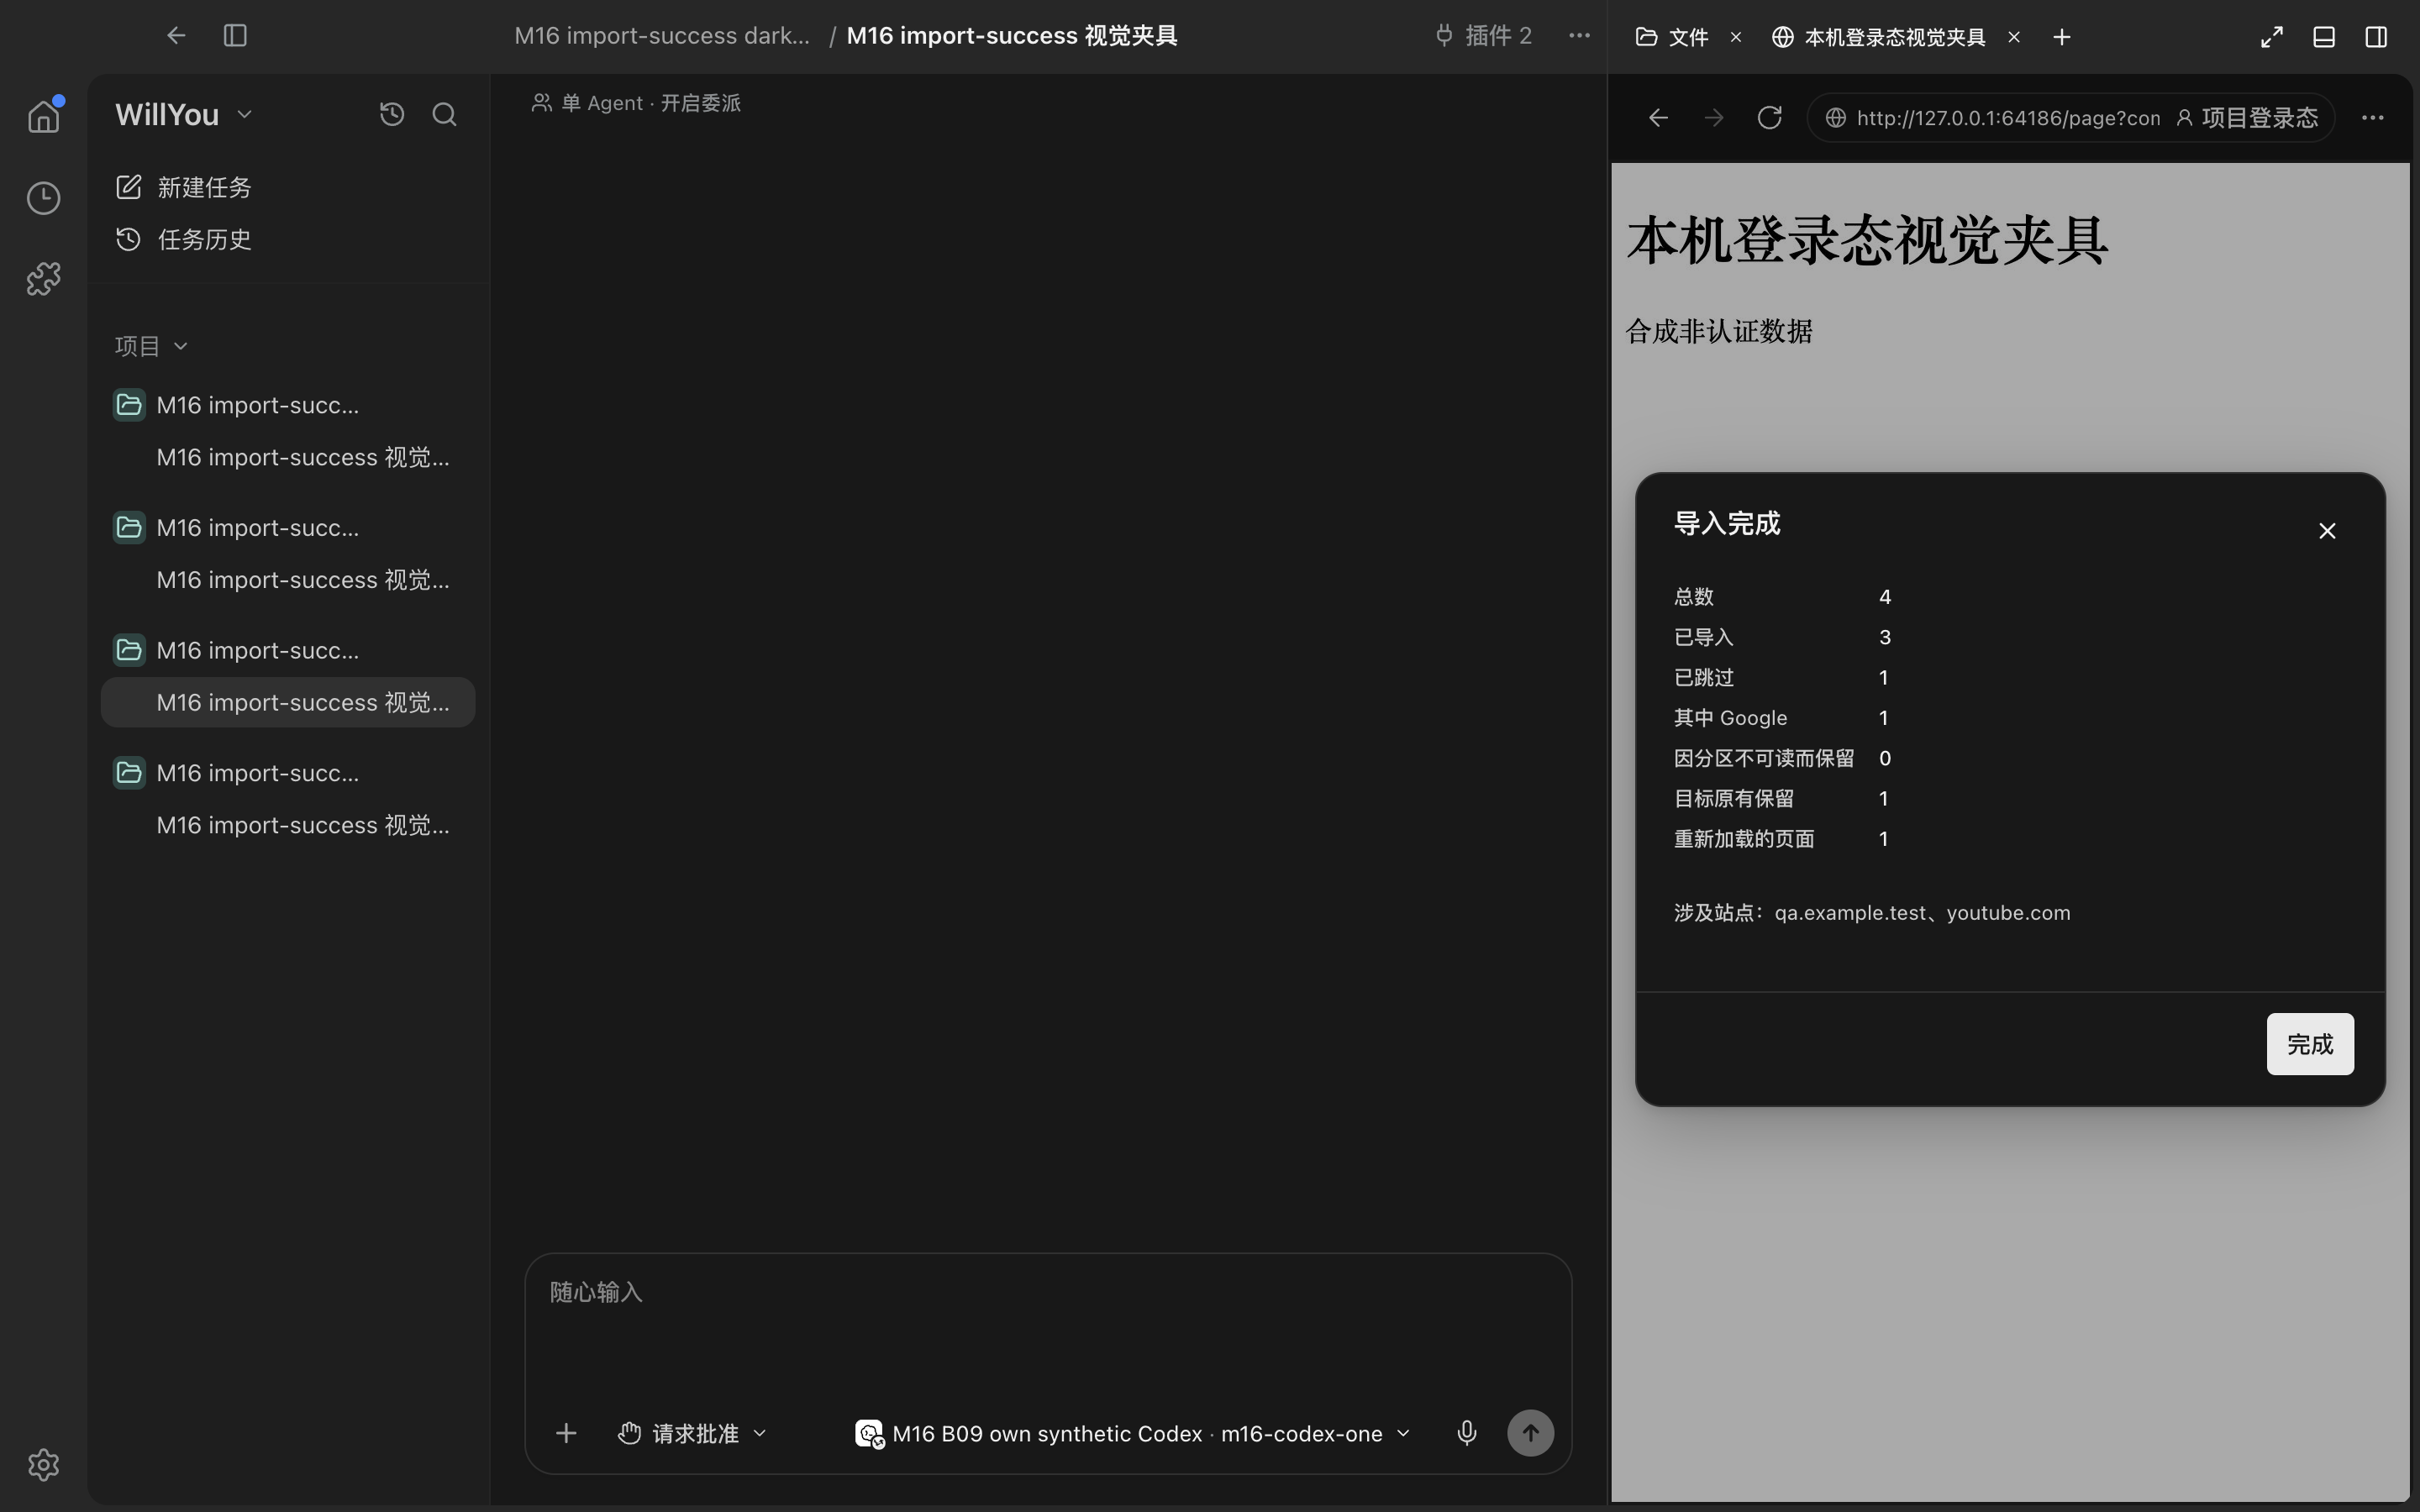 M16 import-success dark... / M16 import-success 视觉夹具
插件 2
文件
本机登录态视觉夹具
WillYou
新建任务
任务历史
项目
M16 import-succ...
M16 import-success 视觉...
M16 import-succ...
M16 import-success 视觉...
M16 import-succ...
M16 import-success 视觉...
M16 import-succ...
M16 import-success 视觉...
单 Agent · 开启委派
随心输入
请求批准
M16 B09 own synthetic Codex · m16-codex-one
http://127.0.0.1:64186/page?con
项目登录态
本机登录态视觉夹具
合成非认证数据
导入完成
总数 4
已导入 3
已跳过 1
其中 Google 1
因分区不可读而保留 0
目标原有保留 1
重新加载的页面 1
涉及站点：qa.example.test、youtube.com
完成